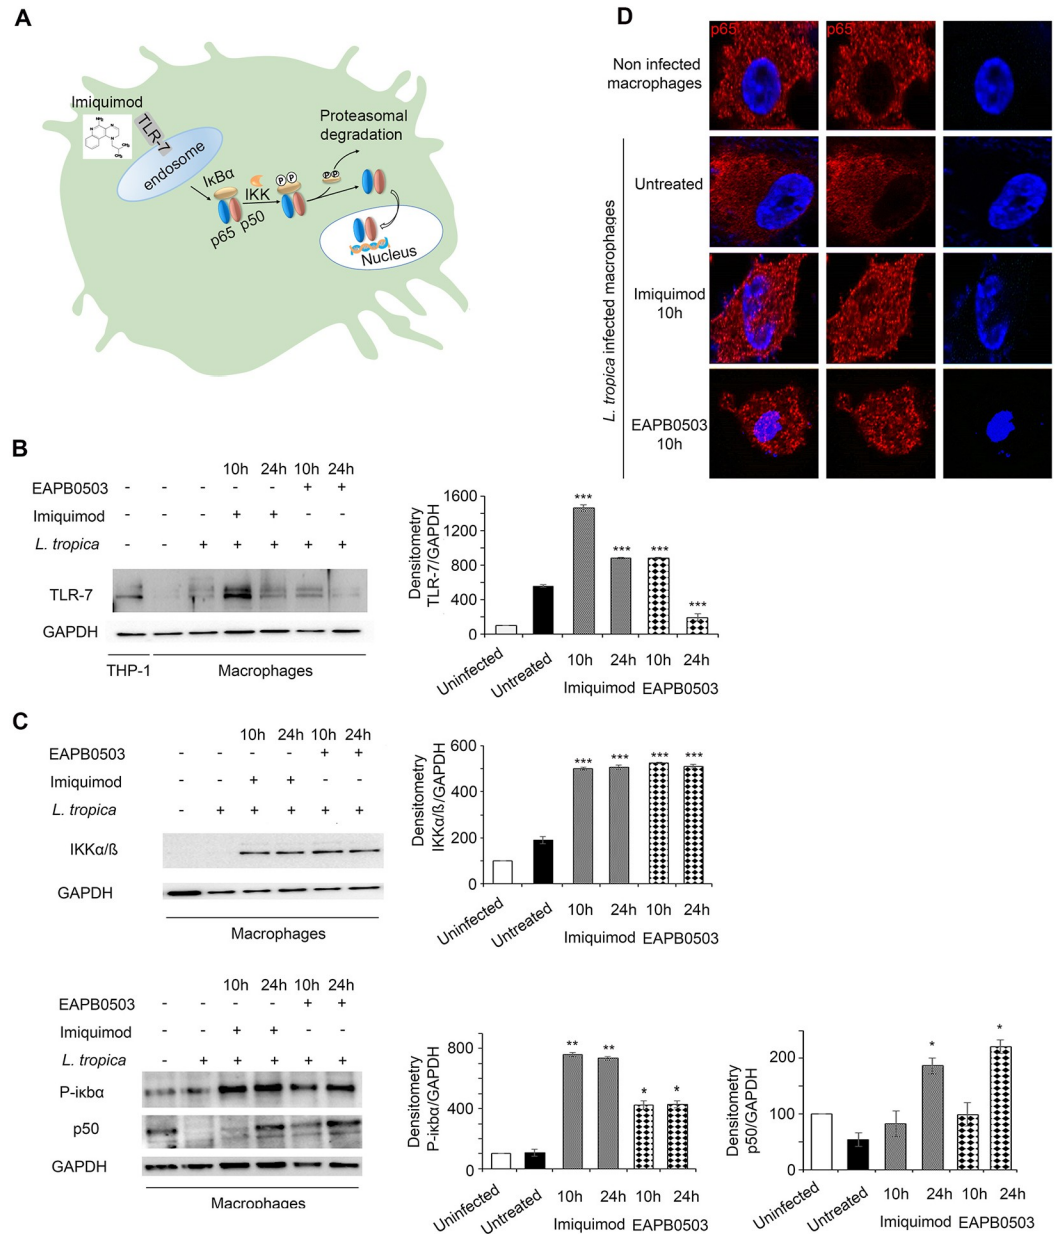 A
Imiquimod
NH₂
N
N
N
N
CH₃
CH₃
TLR-7
endosome
IκBα
IKK
p65 p50
P P
P P
Proteasomal
degradation
Nucleus
D
p65
p65
Non infected
macrophages
L. tropica infected macrophages
Untreated
Imiquimod
10h
EAPB0503
10h
B
10h 24h 10h 24h
EAPB0503 - - - - - + +
Imiquimod - - - + + - -
L. tropica - - + + + + +
TLR-7
GAPDH
THP-1 Macrophages
Densitometry
TLR-7/GAPDH
1600
1200
800
400
0
*** *** *** ***
Uninfected Untreated 10h 24h 10h 24h
Imiquimod EAPB0503
C
10h 24h 10h 24h
EAPB0503 - - - - + +
Imiquimod - - + + - -
L. tropica - + + + + +
IKKα/ß
GAPDH
Macrophages
Densitometry
IKKα/ß/GAPDH
600
400
200
0
*** *** *** ***
Uninfected Untreated 10h 24h 10h 24h
Imiquimod EAPB0503
10h 24h 10h 24h
EAPB0503 - - - - + +
Imiquimod - - + + - -
L. tropica - + + + + +
P-ικbα
p50
GAPDH
Macrophages
Densitometry
P-ικbα/GAPDH
800
400
0
** ** * *
Uninfected Untreated 10h 24h 10h 24h
Imiquimod EAPB0503
Densitometry
p50/GAPDH
200
100
0
* *
Uninfected Untreated 10h 24h 10h 24h
Imiquimod EAPB0503